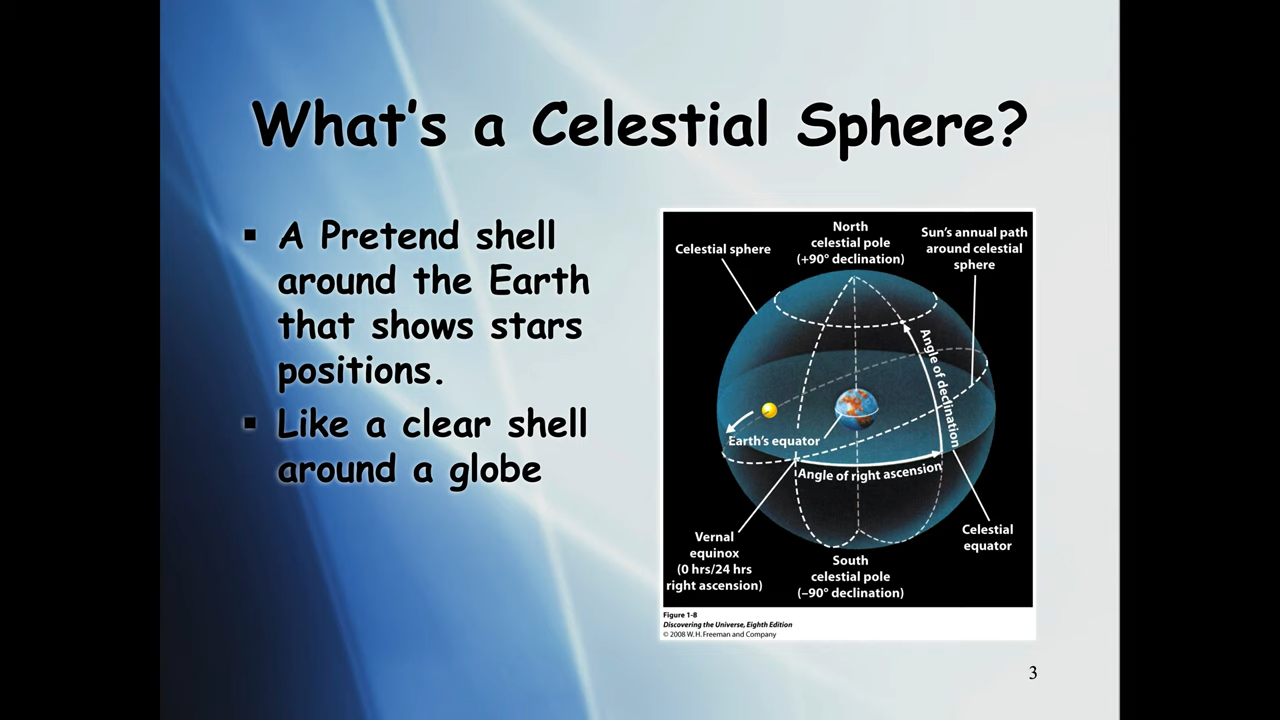 What's a Celestial Sphere?
▪ A Pretend shell
around the Earth
that shows stars
positions.
▪ Like a clear shell
around a globe
Celestial sphere
North
celestial pole
(+90° declination)
Sun's annual path
around celestial
sphere
Angle of declination
Earth's equator
Angle of right ascension
Vernal
equinox
(0 hrs/24 hrs
right ascension)
South
celestial pole
(–90° declination)
Celestial
equator
Figure 1-8
Discovering the Universe, Eighth Edition
© 2008 W. H. Freeman and Company
3